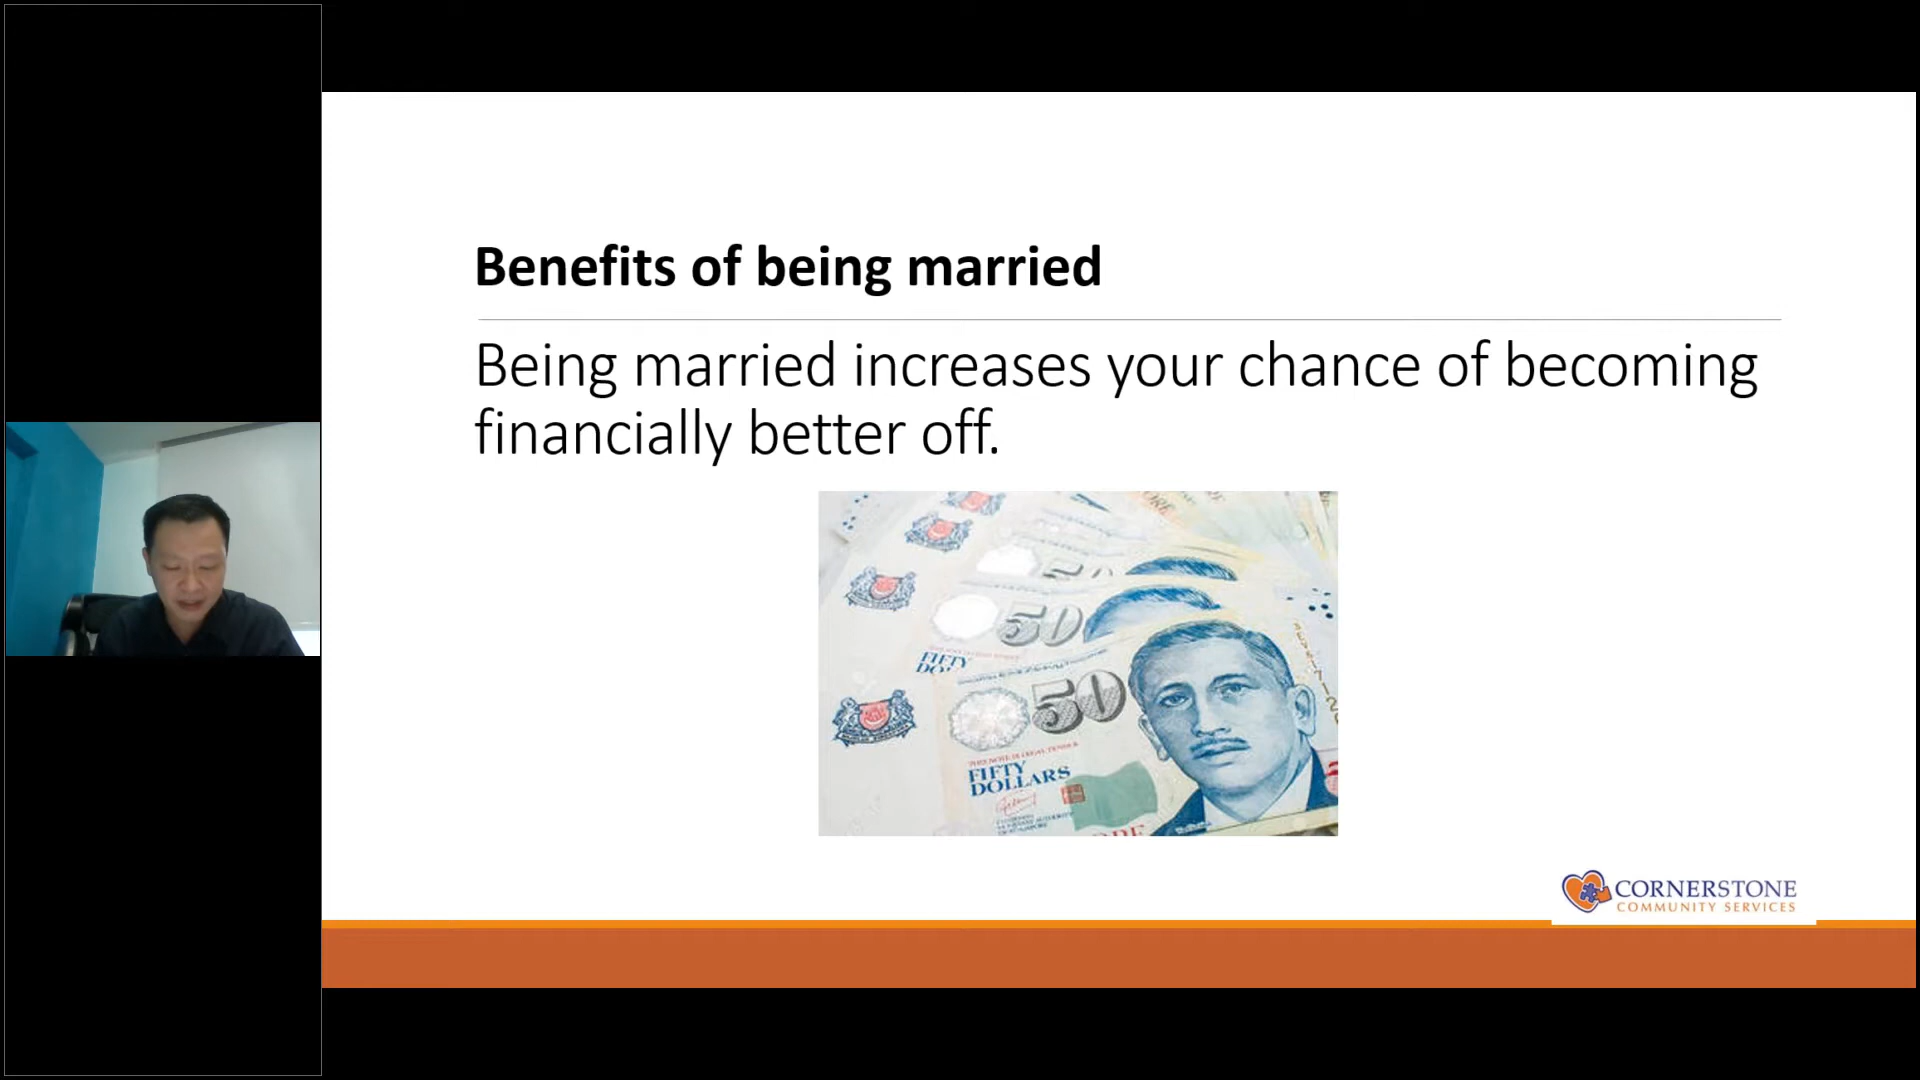 Benefits of being married
Being married increases your chance of becoming
financially better off.
50
FIFTY
50
FIFTY
DOLLARS
CORNERSTONE
COMMUNITY SERVICES